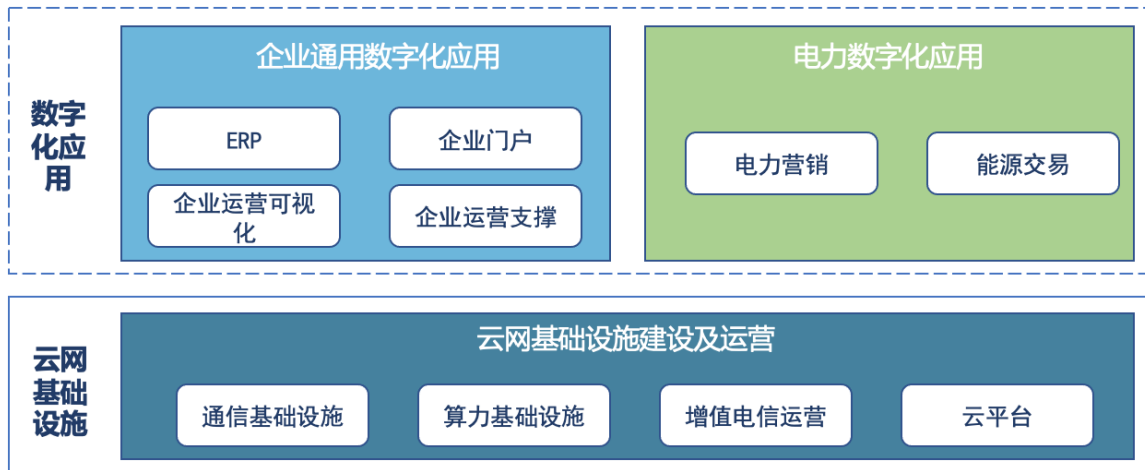 数字
化应
用
企业通用数字化应用
ERP
企业门户
企业运营可视
化
企业运营支撑
电力数字化应用
电力营销
能源交易
云网
基础
设施
云网基础设施建设及运营
通信基础设施
算力基础设施
增值电信运营
云平台